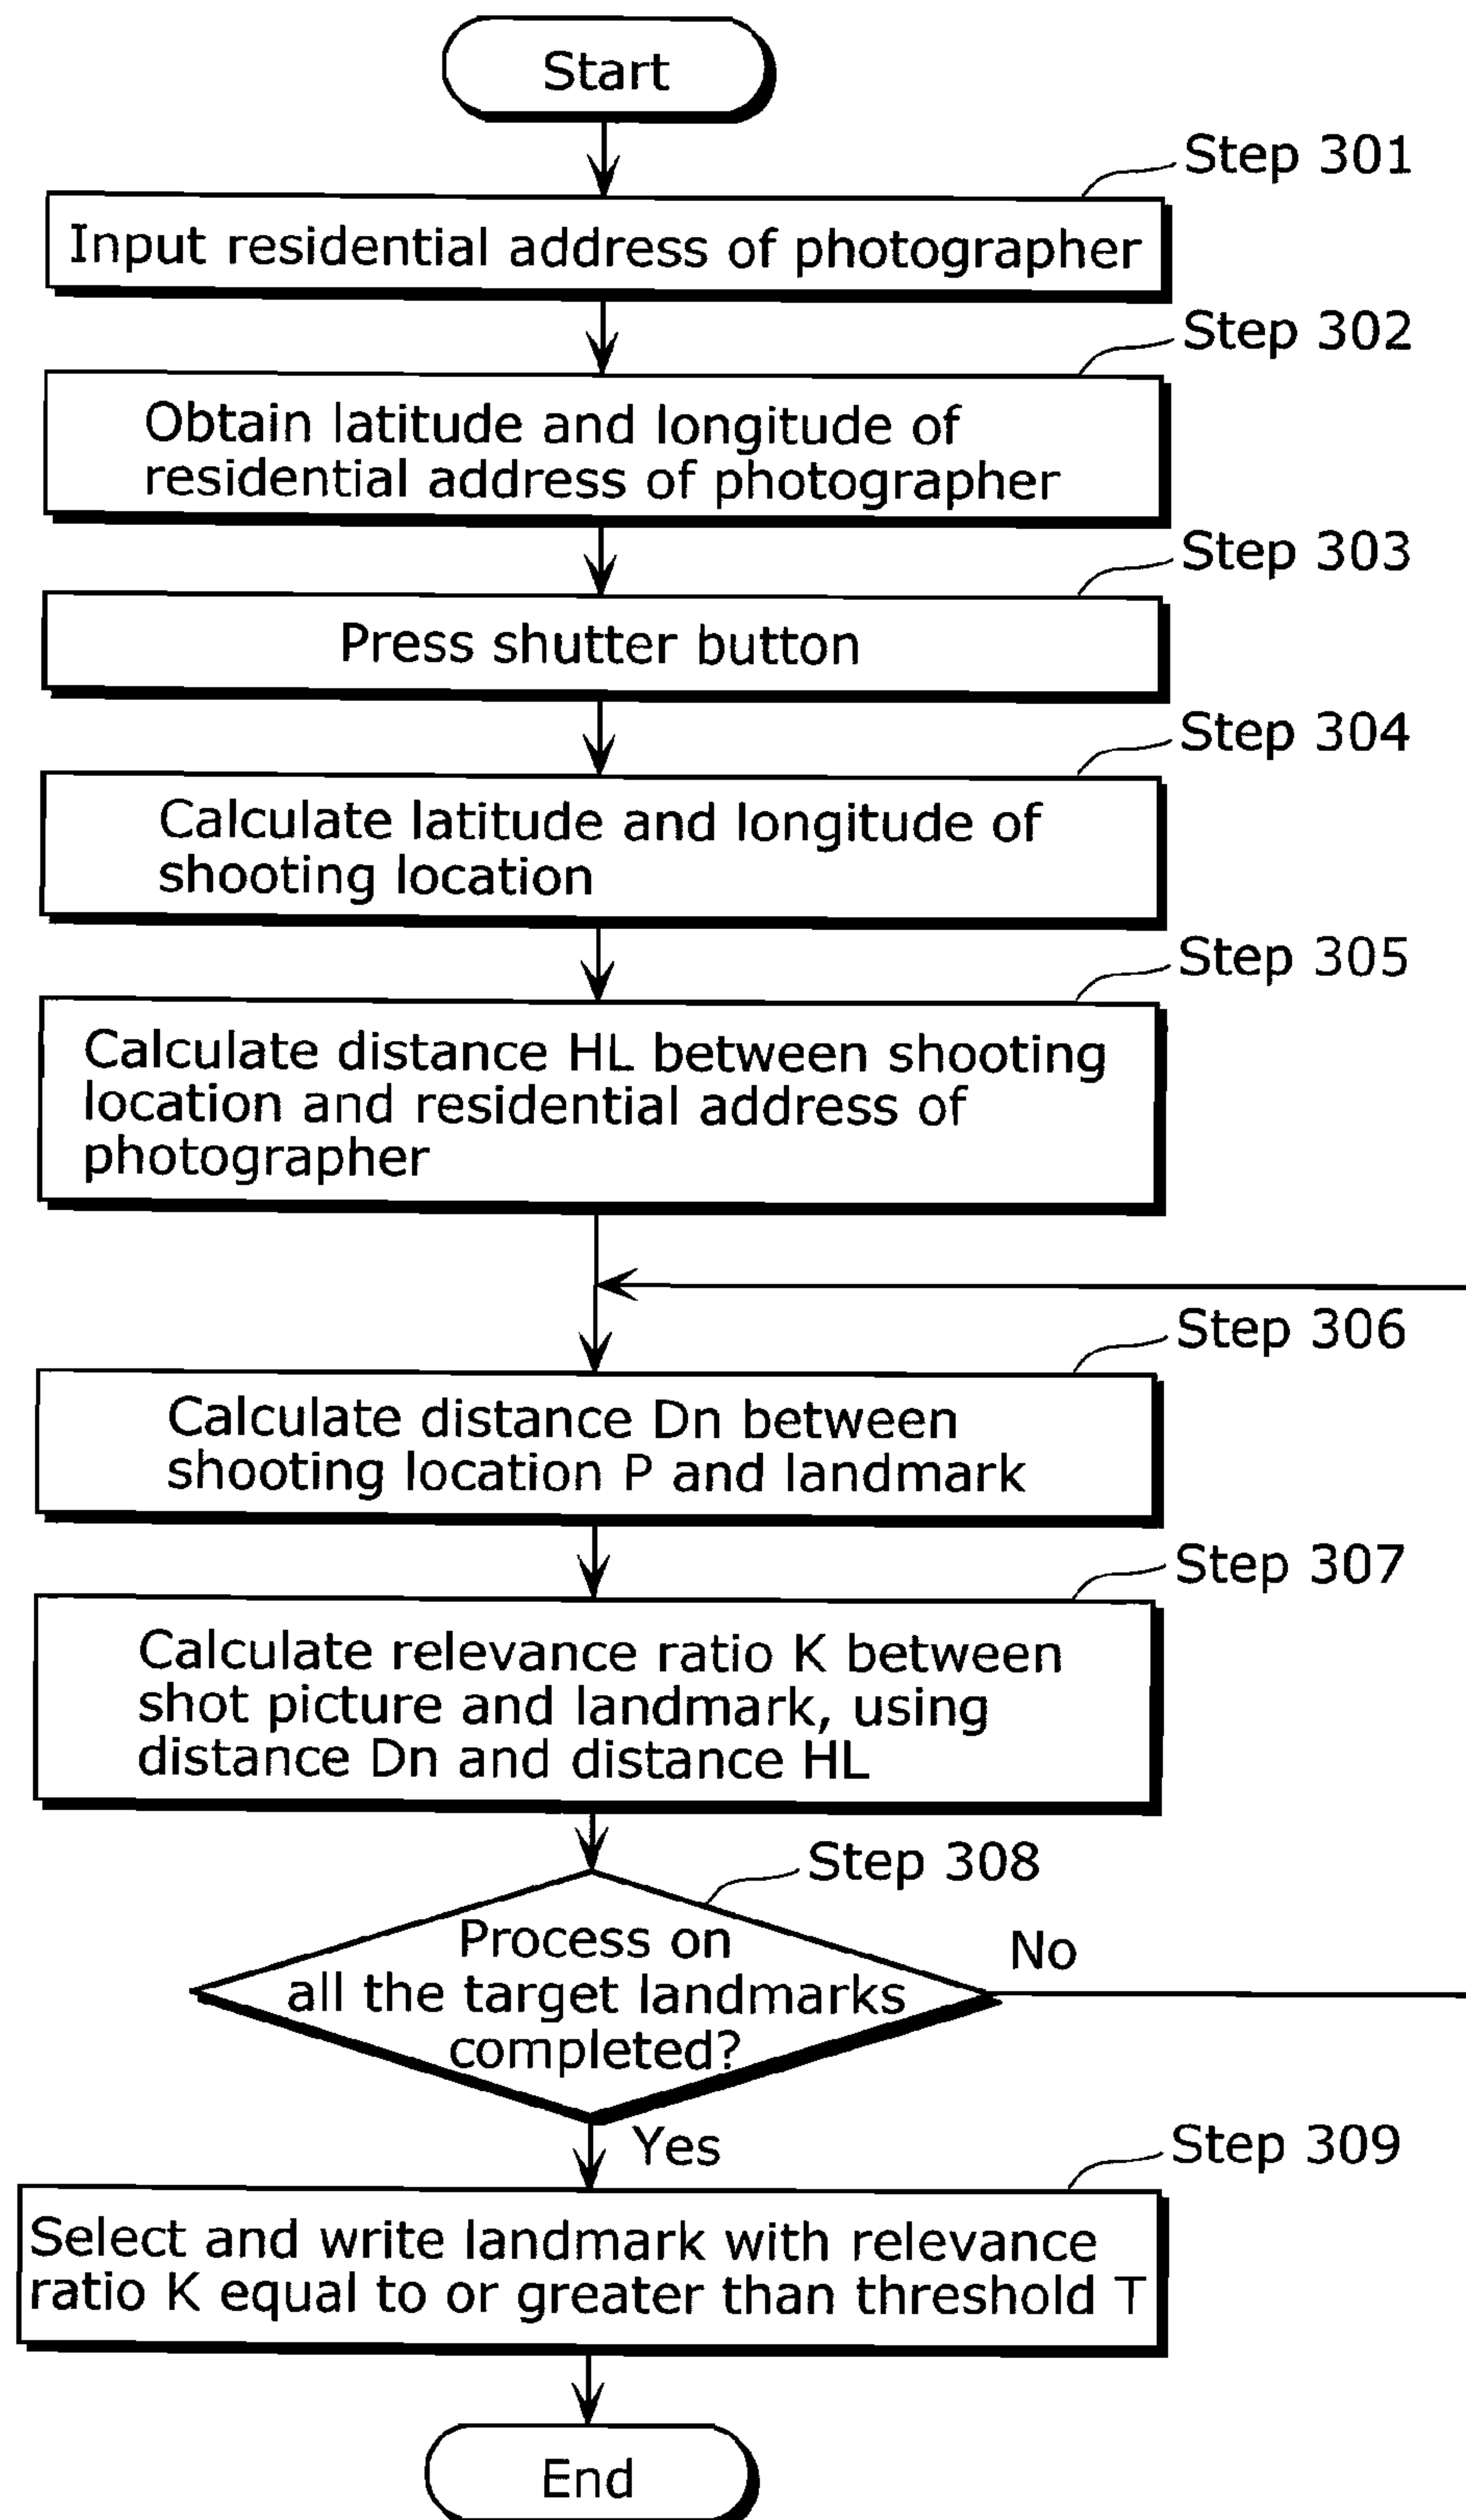 Start
Step 301
Input residential address of photographer
Step 302
Obtain latitude and longitude of
residential address of photographer
Step 303
Press shutter button
Step 304
Calculate latitude and longitude of
shooting location
Step 305
Calculate distance HL between shooting
location and residential address of
photographer
Step 306
Calculate distance Dn between
shooting location P and landmark
Step 307
Calculate relevance ratio K between
shot picture and landmark, using
distance Dn and distance HL
Step 308
Process on
all the target landmarks
completed?
No
Yes
Step 309
Select and write landmark with relevance
ratio K equal to or greater than threshold T
End